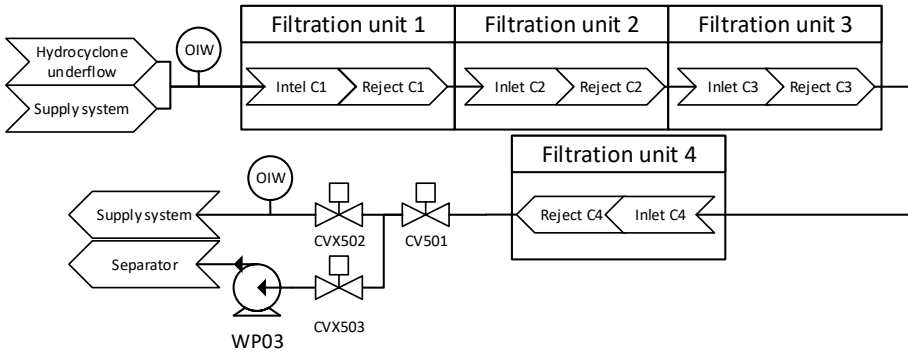 Filtration unit 1
Filtration unit 2
Filtration unit 3
Hydrocyclone
underflow
OIW
Supply system
Intel C1
Reject C1
Inlet C2
Reject C2
Inlet C3
Reject C3
Filtration unit 4
OIW
Supply system
CVX502
CV501
Reject C4
Inlet C4
Separator
CVX503
WP03